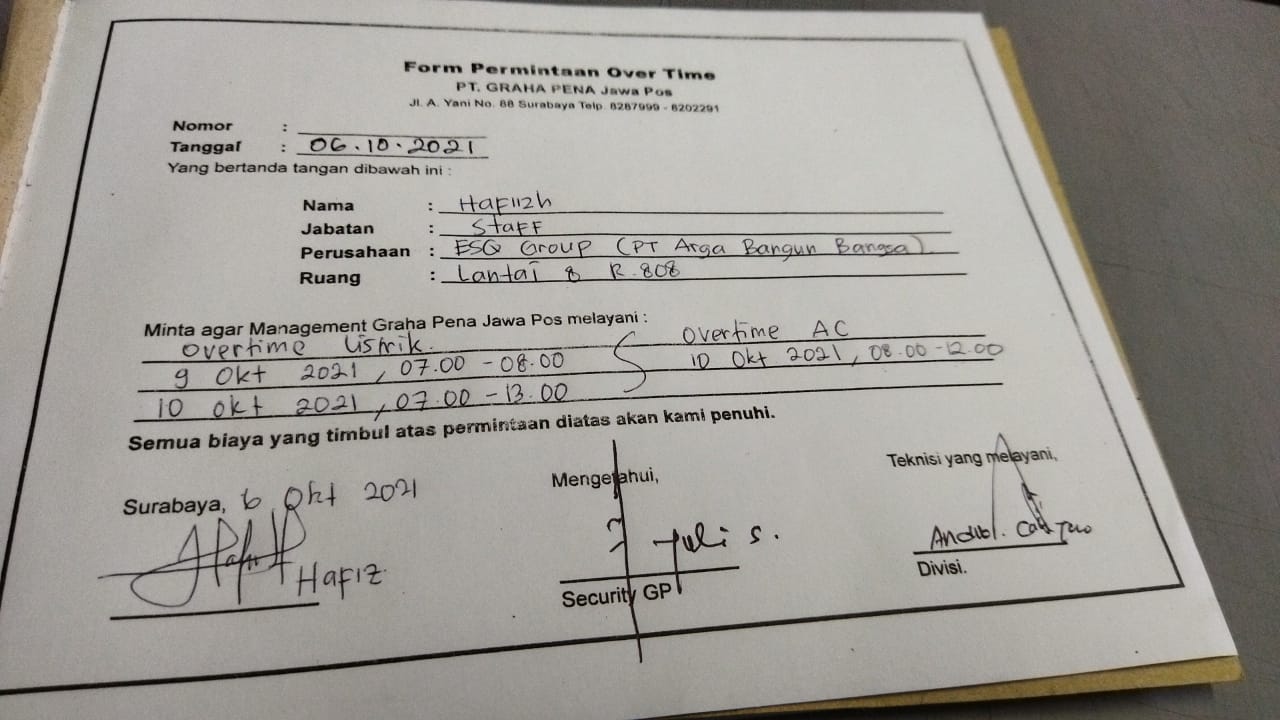 Form Permintaan Over Time
PT. GRAHA PENA Jawa Pos
Jl. A. Yani No. 88 Surabaya Telp. 8287999 - 8202291
Nomor :
Tanggal : 06.10.2021
Yang bertanda tangan dibawah ini :
Nama : Hafiizh
Jabatan : Staff
Perusahaan : ESQ Group (PT Arga Bangun Bangsa)
Ruang : Lantai 8 R.808
Minta agar Management Graha Pena Jawa Pos melayani :
Overtime Listrik. Overtime AC
9 Okt 2021, 07.00 - 08.00 10 Okt 2021, 08.00 - 12.00
10 Okt 2021, 07.00 - 13.00
Semua biaya yang timbul atas permintaan diatas akan kami penuhi.
Surabaya, 6 Okt 2021 Mengetahui, Teknisi yang melayani,
Hafiz Yuli S.
Security GP Divisi.